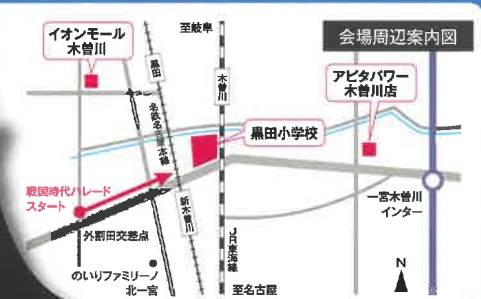 会場周辺案内図
イオンモール
木曽川
至岐阜
黒田
木曽川
アピタパワー
木曽川店
名鉄名古屋本線
黒田小学校
戦国時代パレード
スタート
新木曽川
一宮木曽川
インター
外割田交差点
JR東海線
のいりファミリーノ
北一宮
至名古屋
N